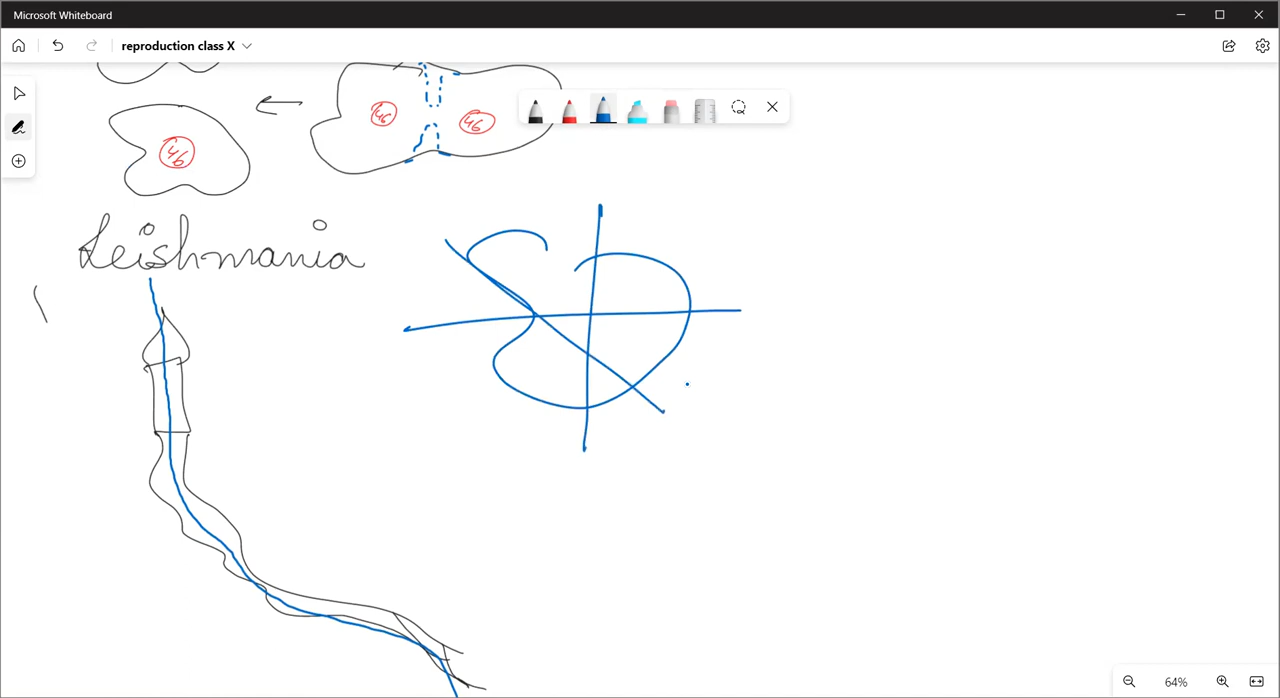 Microsoft Whiteboard
reproduction class X
46 46
46
Leishmania
64%